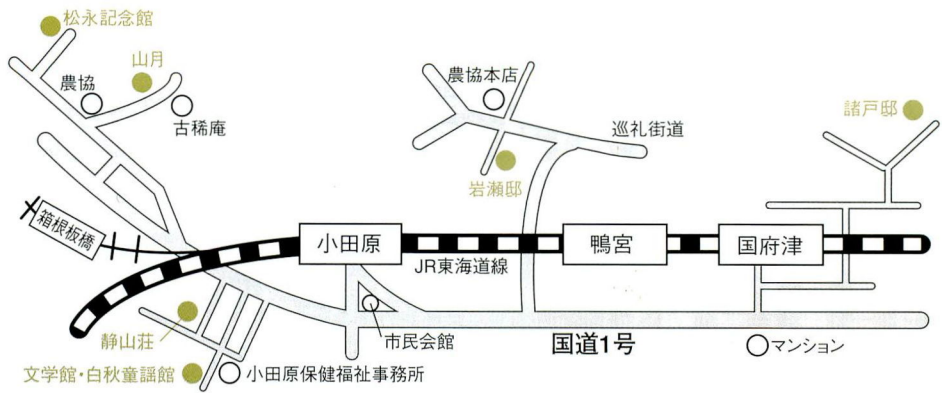 松永記念館
山月
農協
古稀庵
農協本店
巡礼街道
諸戸邸
岩瀬邸
箱根板橋
小田原
鴨宮
国府津
JR東海道線
静山荘
市民会館
国道1号
マンション
文学館・白秋童謡館
小田原保健福祉事務所